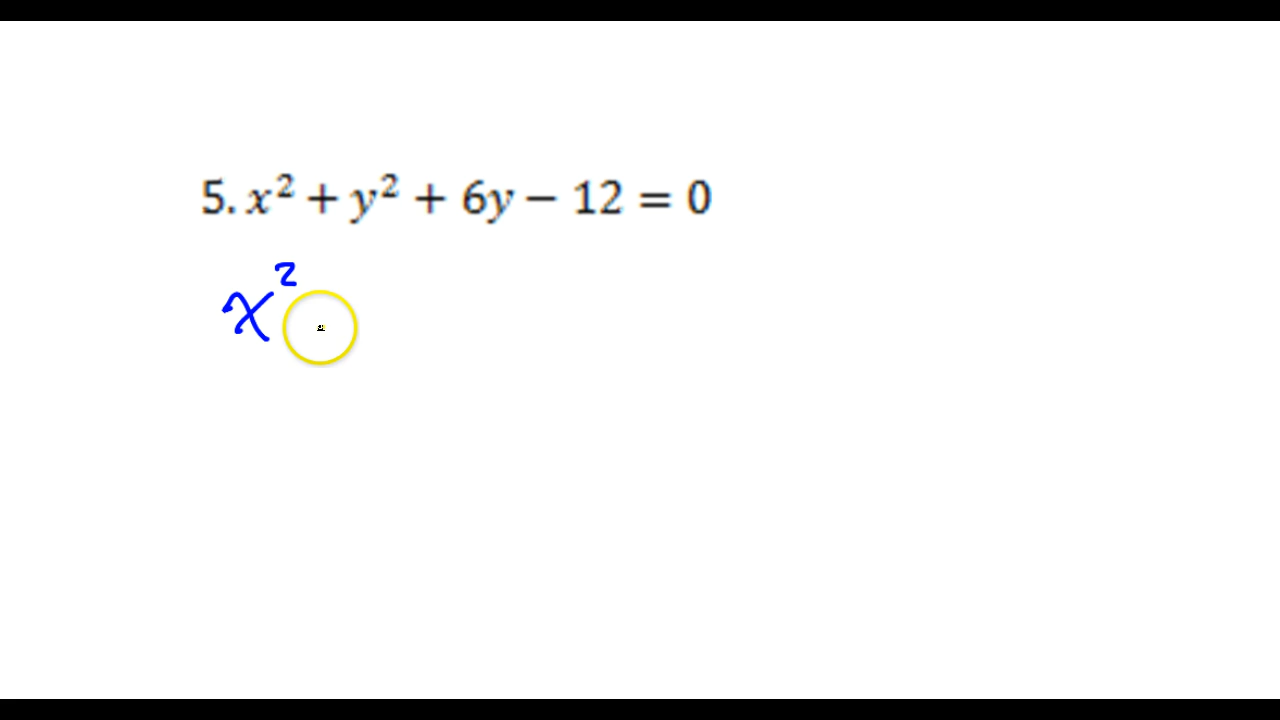 5. x² + y² + 6y − 12 = 0
x²